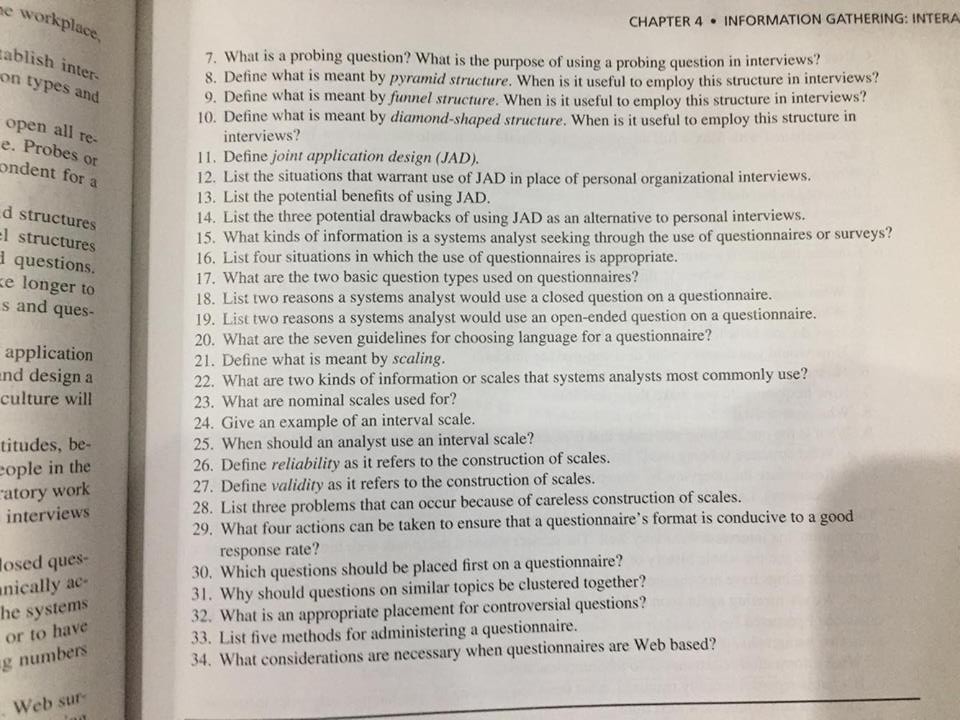 he workplace,
tablish inter-
on types and
open all re-
e. Probes or
ondent for a
d structures
el structures
d questions.
ke longer to
s and ques-
application
and design a
culture will
titudes, be-
eople in the
ratory work
interviews
losed ques-
nically ac-
he systems
or to have
g numbers
Web sur-
CHAPTER 4 • INFORMATION GATHERING: INTERA
7. What is a probing question? What is the purpose of using a probing question in interviews?
8. Define what is meant by pyramid structure. When is it useful to employ this structure in interviews?
9. Define what is meant by funnel structure. When is it useful to employ this structure in interviews?
10. Define what is meant by diamond-shaped structure. When is it useful to employ this structure in
interviews?
11. Define joint application design (JAD).
12. List the situations that warrant use of JAD in place of personal organizational interviews.
13. List the potential benefits of using JAD.
14. List the three potential drawbacks of using JAD as an alternative to personal interviews.
15. What kinds of information is a systems analyst seeking through the use of questionnaires or surveys?
16. List four situations in which the use of questionnaires is appropriate.
17. What are the two basic question types used on questionnaires?
18. List two reasons a systems analyst would use a closed question on a questionnaire.
19. List two reasons a systems analyst would use an open-ended question on a questionnaire.
20. What are the seven guidelines for choosing language for a questionnaire?
21. Define what is meant by scaling.
22. What are two kinds of information or scales that systems analysts most commonly use?
23. What are nominal scales used for?
24. Give an example of an interval scale.
25. When should an analyst use an interval scale?
26. Define reliability as it refers to the construction of scales.
27. Define validity as it refers to the construction of scales.
28. List three problems that can occur because of careless construction of scales.
29. What four actions can be taken to ensure that a questionnaire's format is conducive to a good
response rate?
30. Which questions should be placed first on a questionnaire?
31. Why should questions on similar topics be clustered together?
32. What is an appropriate placement for controversial questions?
33. List five methods for administering a questionnaire.
34. What considerations are necessary when questionnaires are Web based?